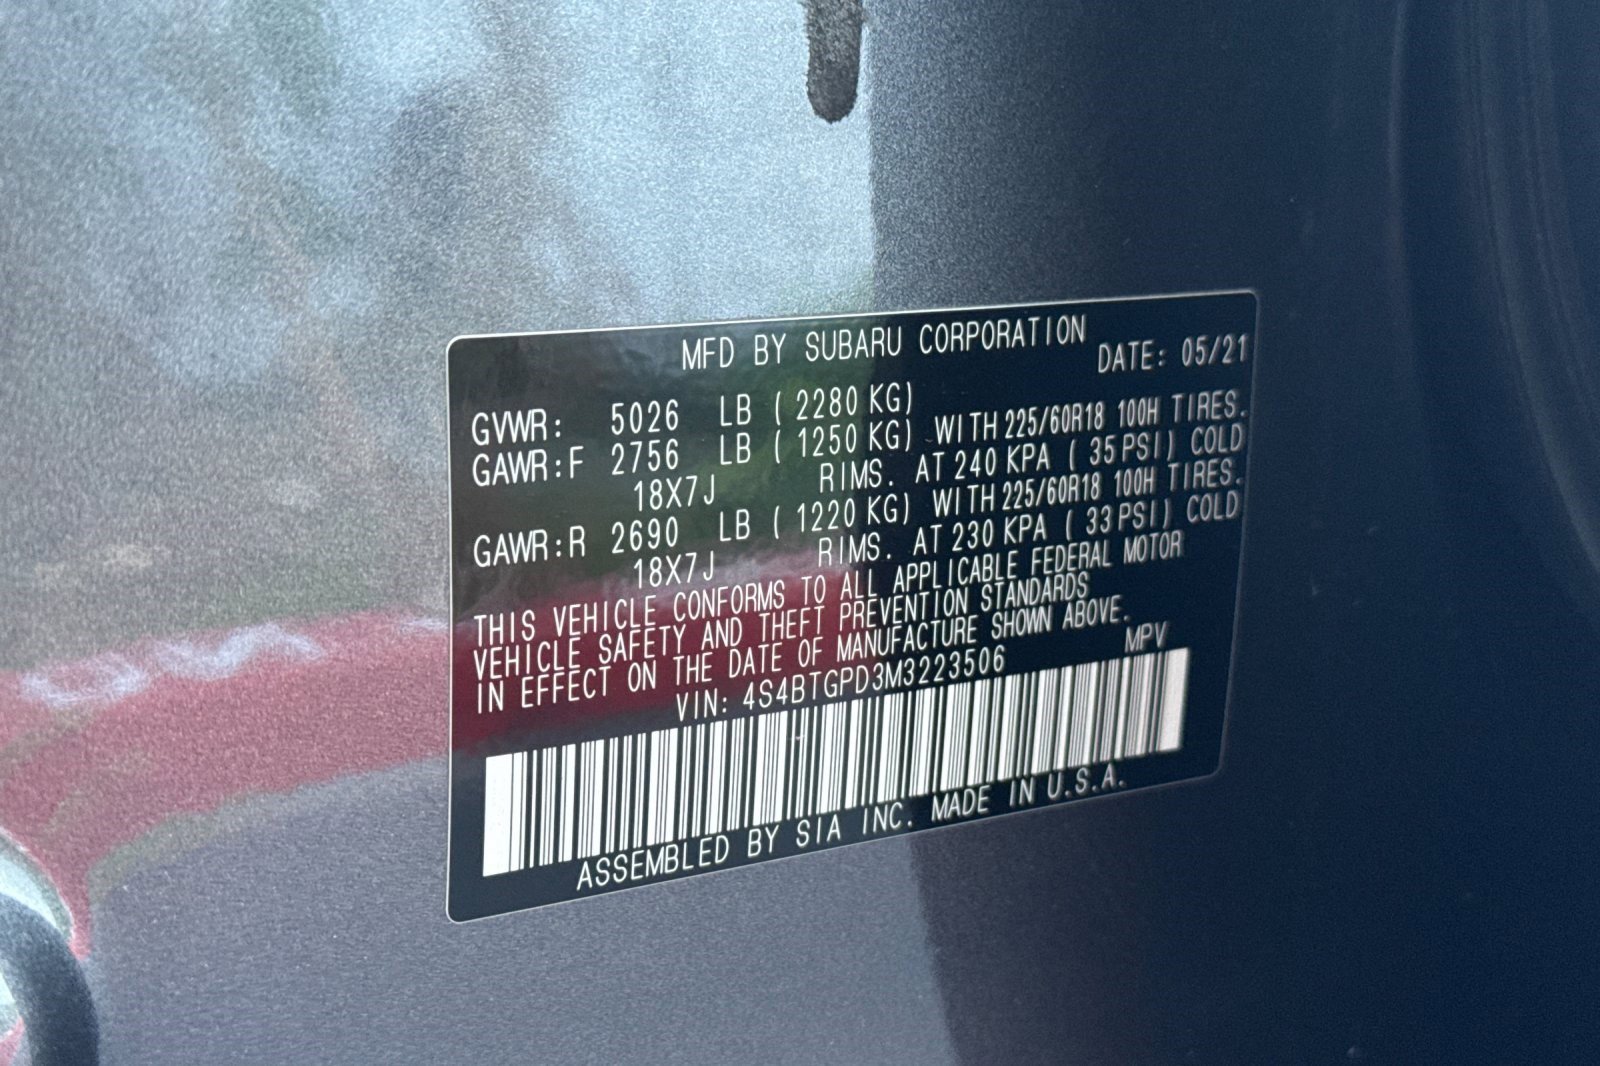 MFD BY SUBARU CORPORATION
DATE: 05/21
GVWR: 5026 LB ( 2280 KG)
GAWR:F 2756 LB ( 1250 KG) WITH 225/60R18 100H TIRES.
18X7J RIMS. AT 240 KPA ( 35 PSI) COLD
GAWR:R 2690 LB ( 1220 KG) WITH 225/60R18 100H TIRES.
18X7J RIMS. AT 230 KPA ( 33 PSI) COLD
THIS VEHICLE CONFORMS TO ALL APPLICABLE FEDERAL MOTOR
VEHICLE SAFETY AND THEFT PREVENTION STANDARDS
IN EFFECT ON THE DATE OF MANUFACTURE SHOWN ABOVE.
VIN: 4S4BTGPD3M3223506 MPV
ASSEMBLED BY SIA INC. MADE IN U.S.A.